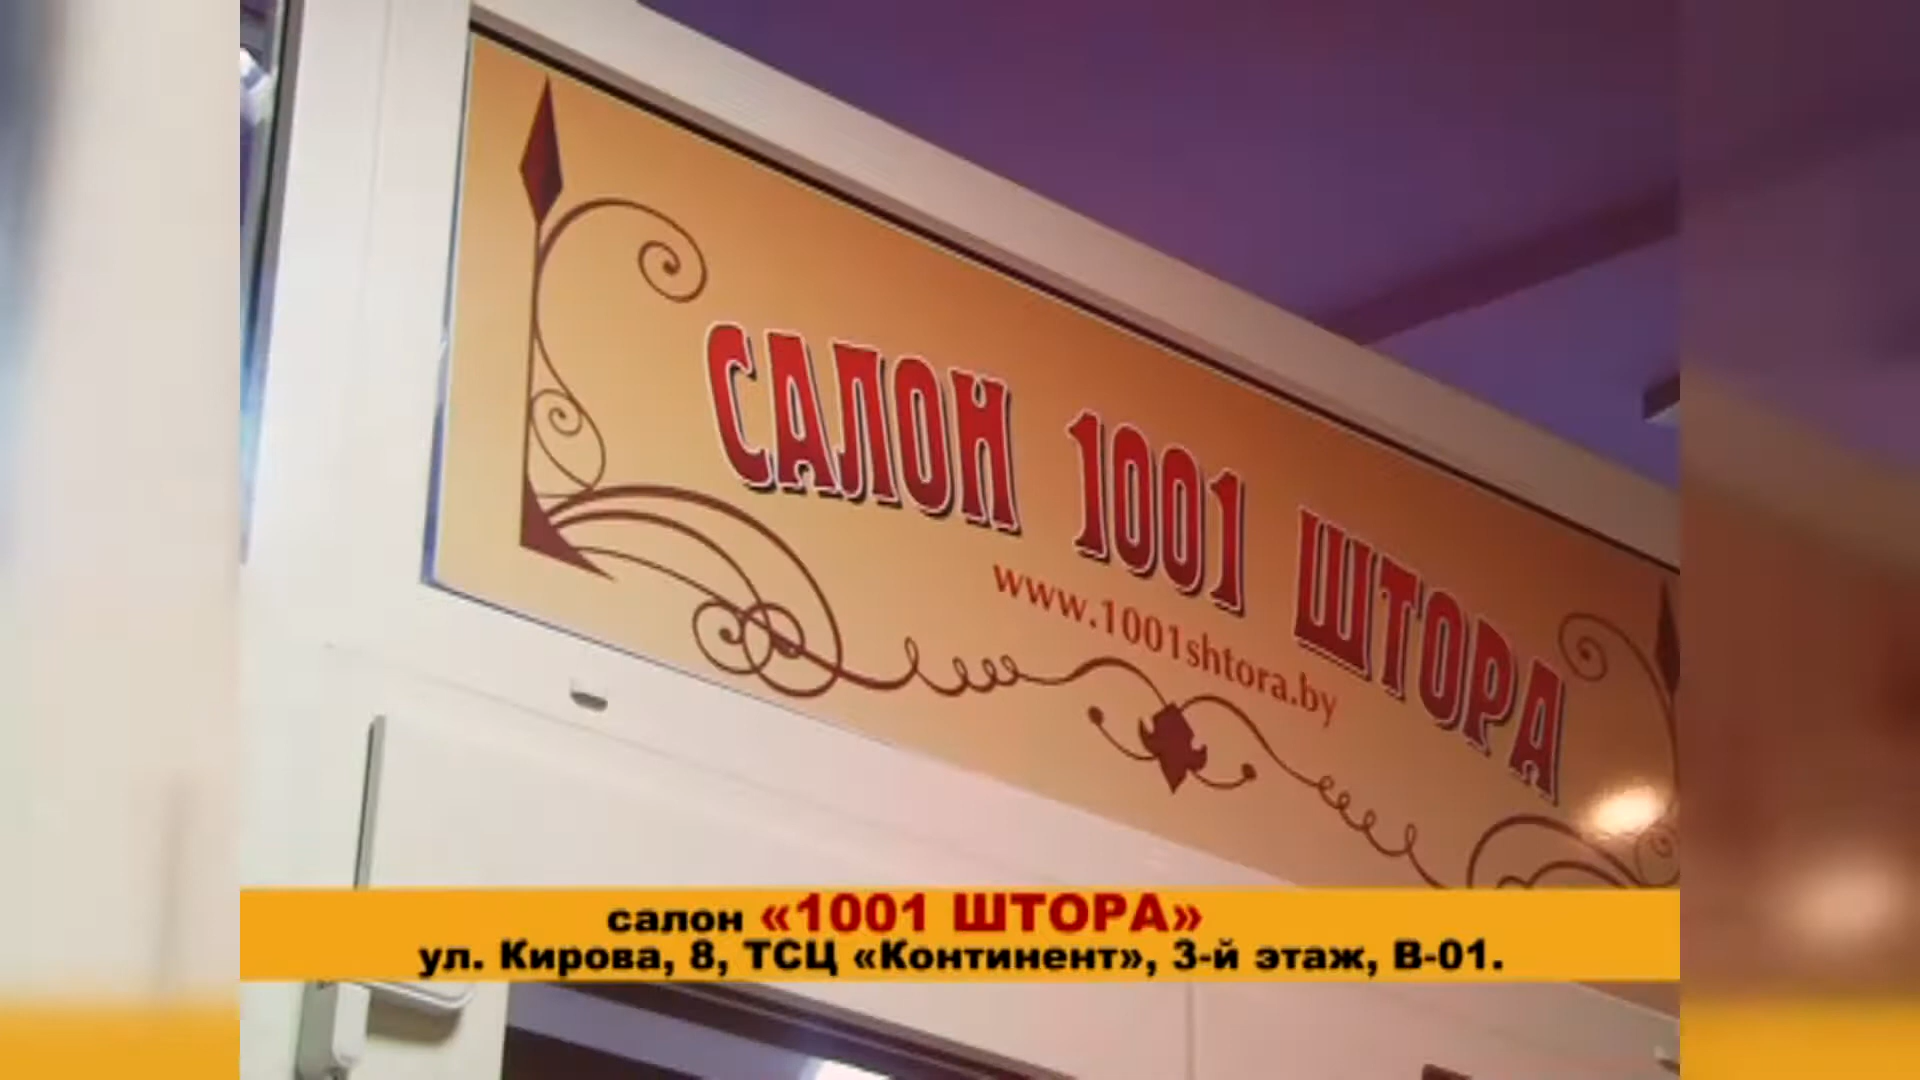 САЛОН 1001 ШТОРА
www.1001shtora.by
салон «1001 ШТОРА»
ул. Кирова, 8, ТСЦ «Континент», 3-й этаж, В-01.